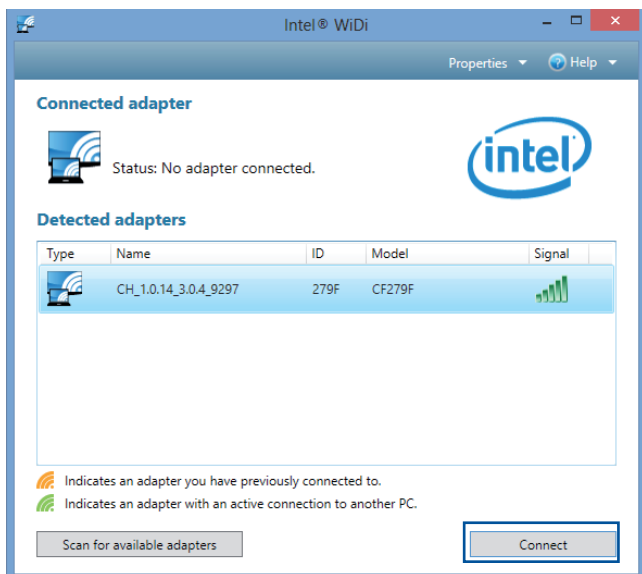 Intel® WiDi
Properties Help
Connected adapter
Status: No adapter connected.
intel
Detected adapters
Type Name ID Model Signal
CH_1.0.14_3.0.4_9297 279F CF279F
Indicates an adapter you have previously connected to.
Indicates an adapter with an active connection to another PC.
Scan for available adapters Connect